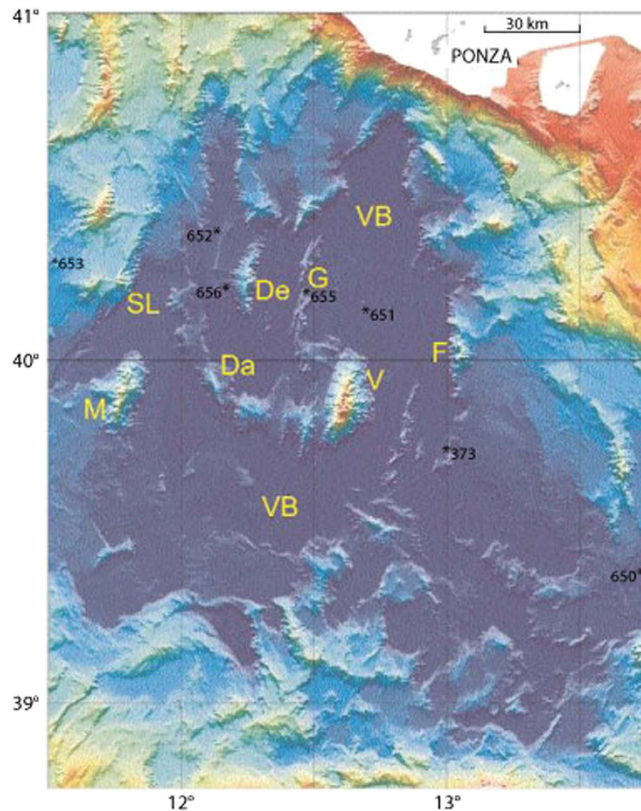 41°
30 km
PONZA
VB
652*
*653
656*
De
G
*655
SL
*651
40°
Da
F
V
M
*373
VB
650*
39°
12°
13°